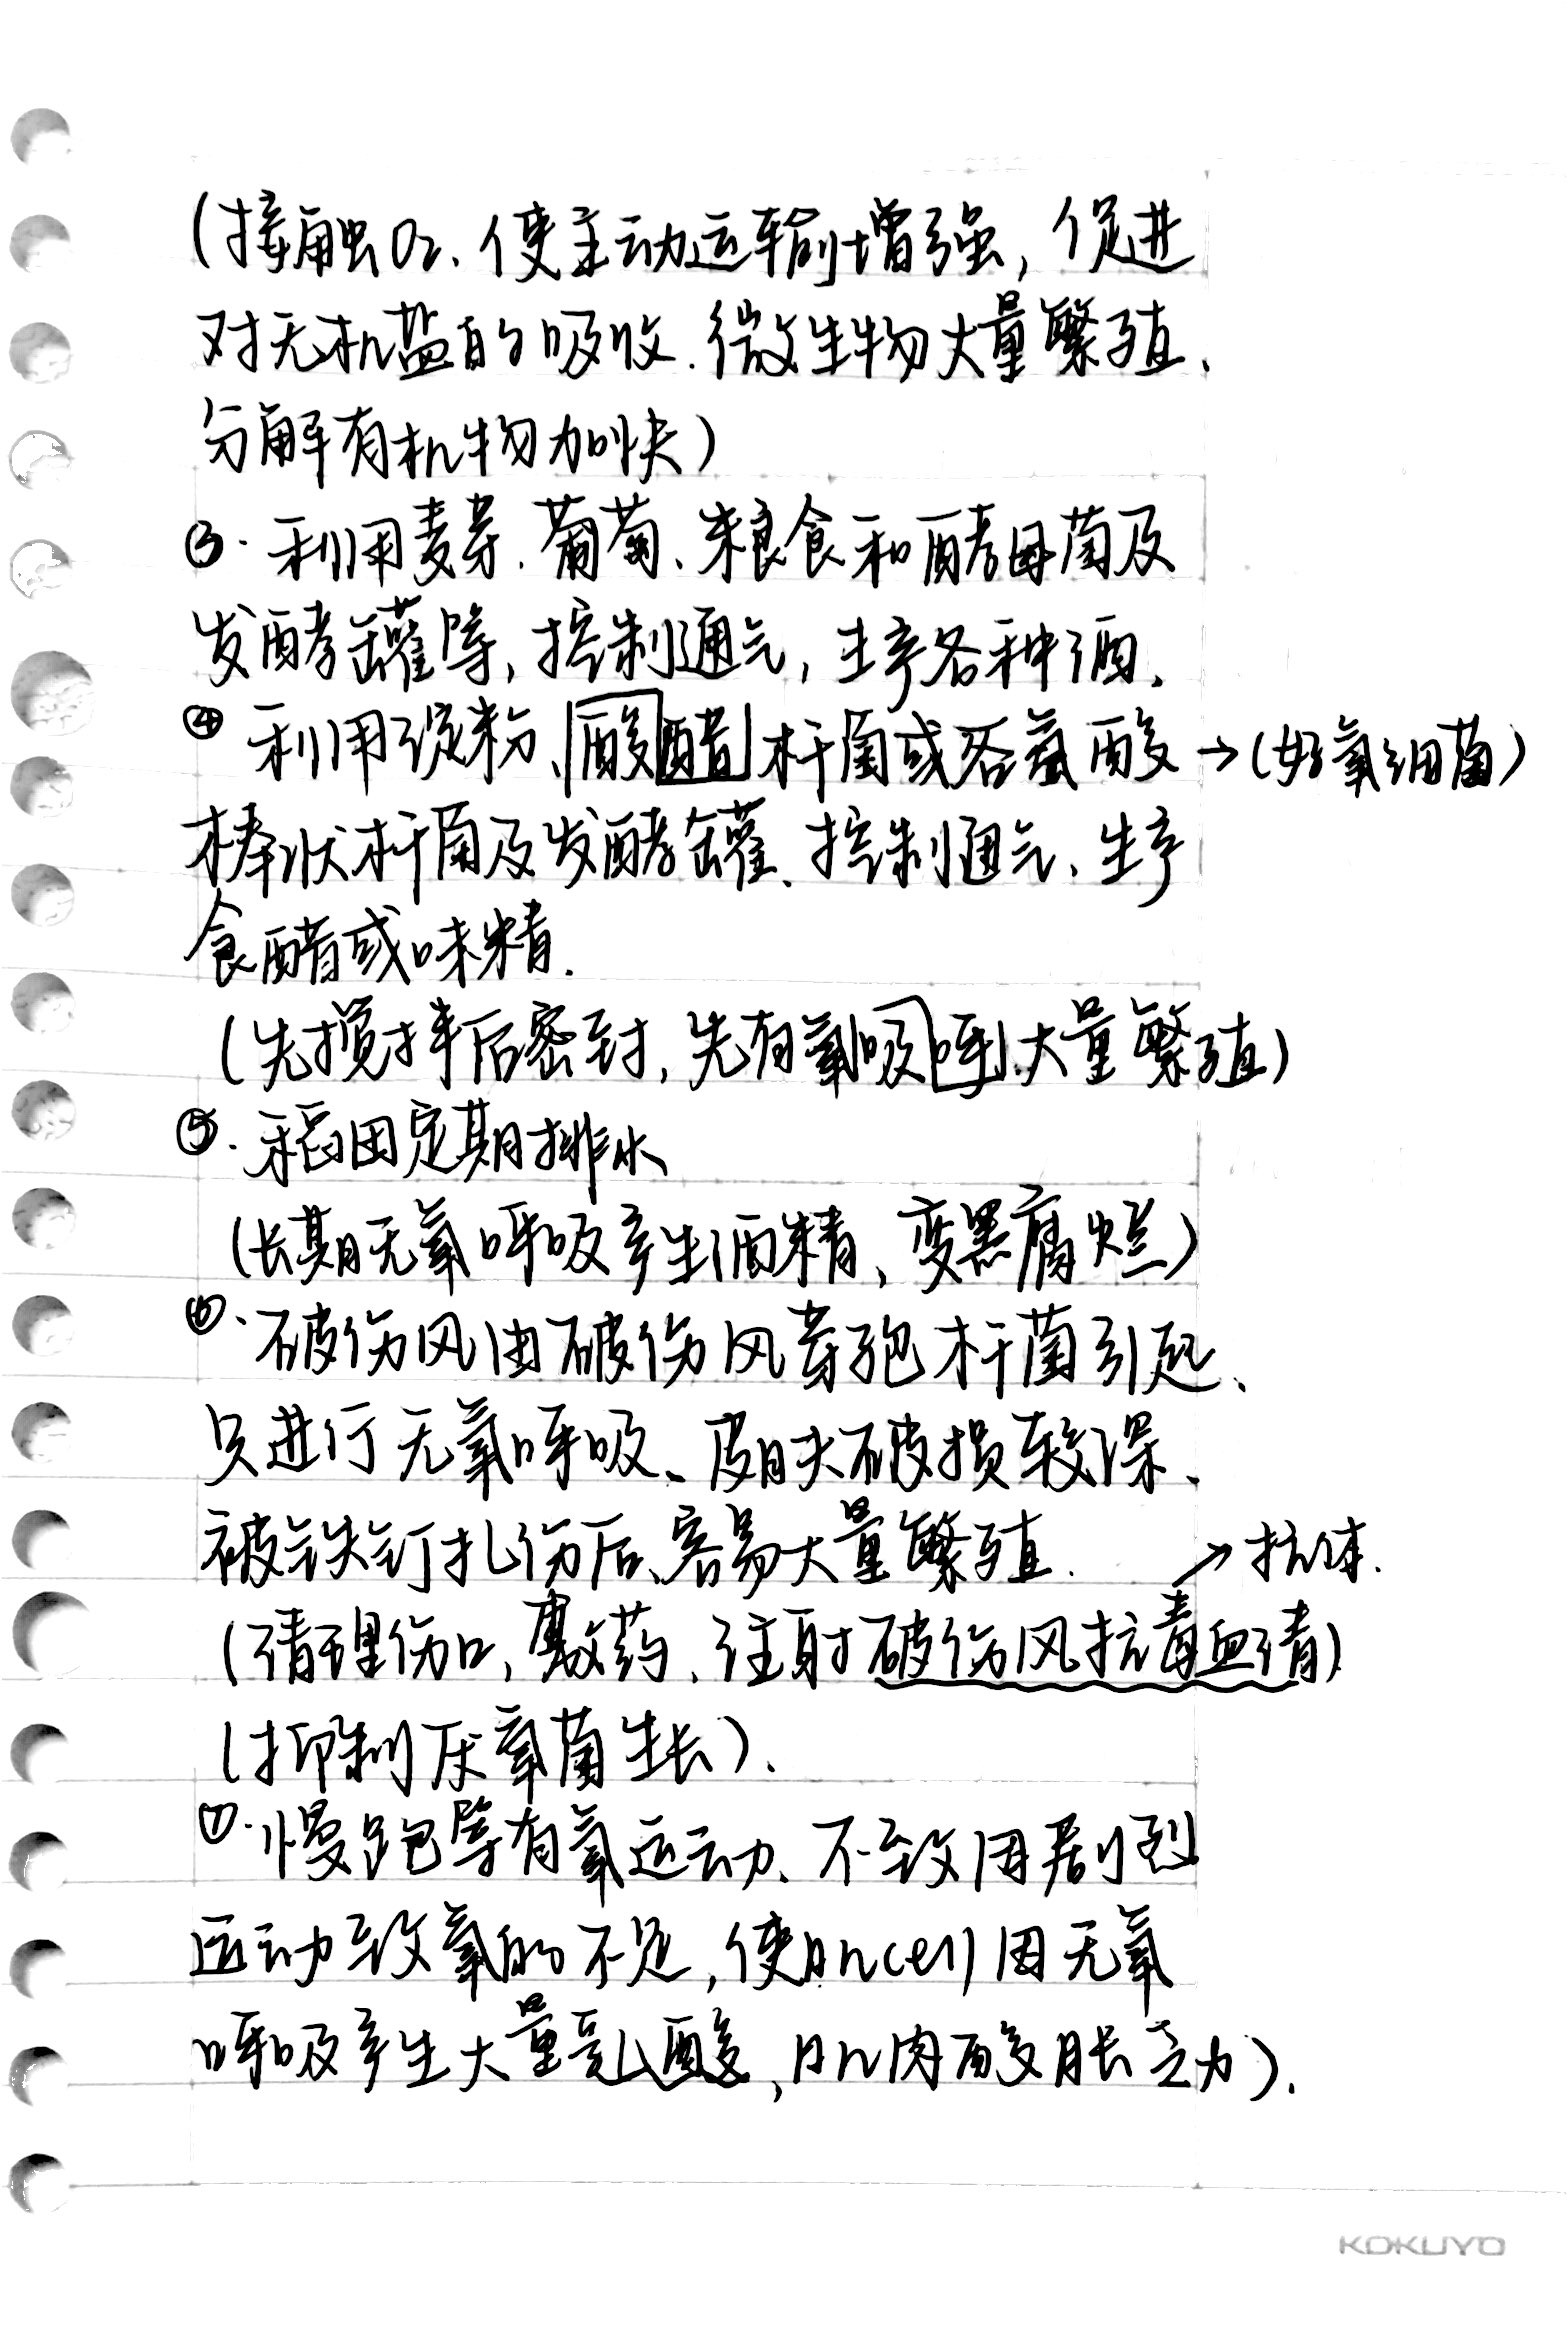 (接触O₂、使主动运输增强，促进
对无机盐的吸收.微生物大量繁殖、
分解有机物加快)
③.利用麦芽.葡萄、粮食和酵母菌及
发酵罐等，控制通气，生产各种酒、
④ 利用淀粉、酸醋杆菌或谷氨酸→(好氧细菌)
棒状杆菌及发酵罐、控制通气、生产
食醋或味精.
(先搅拌后密封，先有氧吸呼、大量繁殖)
⑤.稻田定期排水
(长期无氧呼吸产生酒精、变黑腐烂)
⑥.破伤风由破伤风芽孢杆菌引起、
只进行无氧呼吸、皮肤破损较深、
被铁钉扎伤后、容易大量繁殖. →抗体.
(清理伤口，敷药、注射破伤风抗毒血清)
(抑制厌氧菌生长).
⑦.慢跑等有氧运动、不致因剧烈
运动致氧的不足，使肌cell因无氧
呼吸产生大量乳酸，肌肉酸胀乏力).
KOKUYO